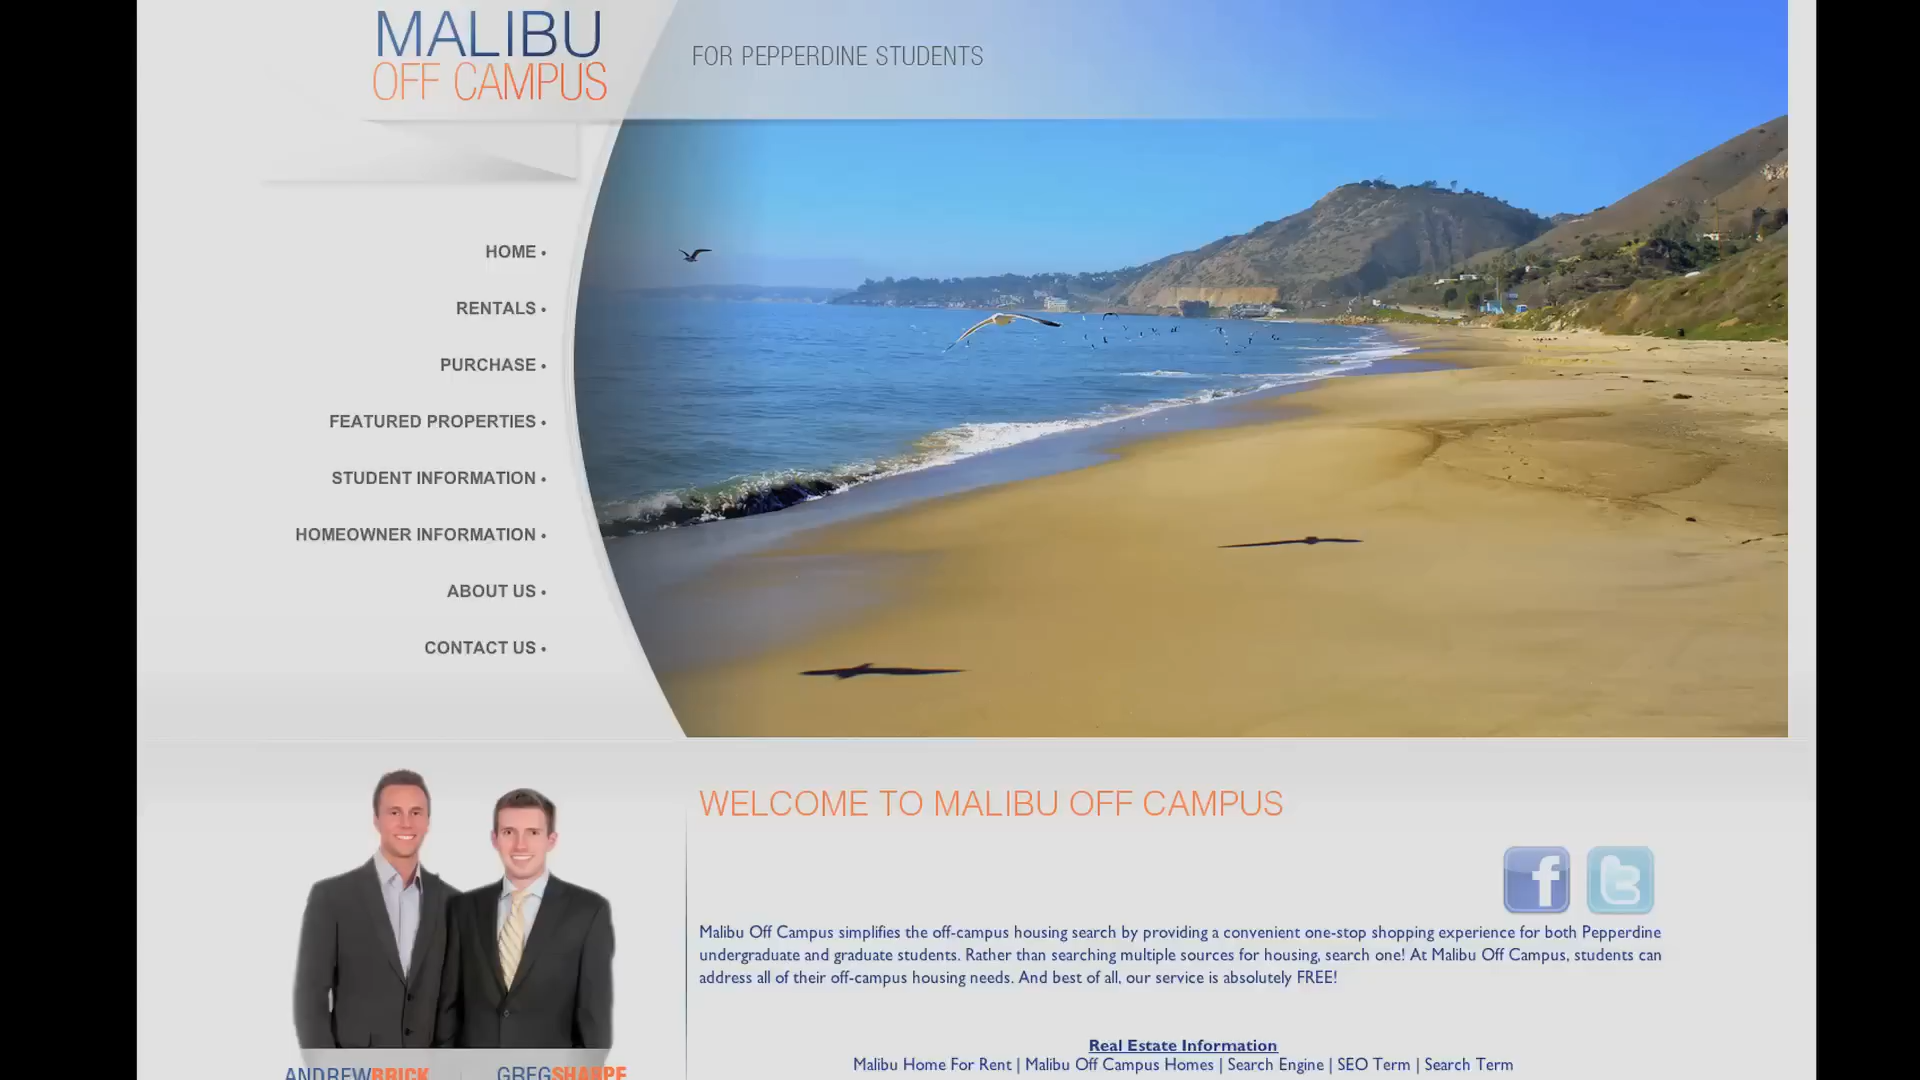 MALIBU
OFF CAMPUS
FOR PEPPERDINE STUDENTS
HOME •
RENTALS •
PURCHASE •
FEATURED PROPERTIES •
STUDENT INFORMATION •
HOMEOWNER INFORMATION •
ABOUT US •
CONTACT US •
WELCOME TO MALIBU OFF CAMPUS
Malibu Off Campus simplifies the off-campus housing search by providing a convenient one-stop shopping experience for both Pepperdine
undergraduate and graduate students. Rather than searching multiple sources for housing, search one! At Malibu Off Campus, students can
address all of their off-campus housing needs. And best of all, our service is absolutely FREE!
Real Estate Information
Malibu Home For Rent | Malibu Off Campus Homes | Search Engine | SEO Term | Search Term
ANDREWBRICK | GREGSHARPE